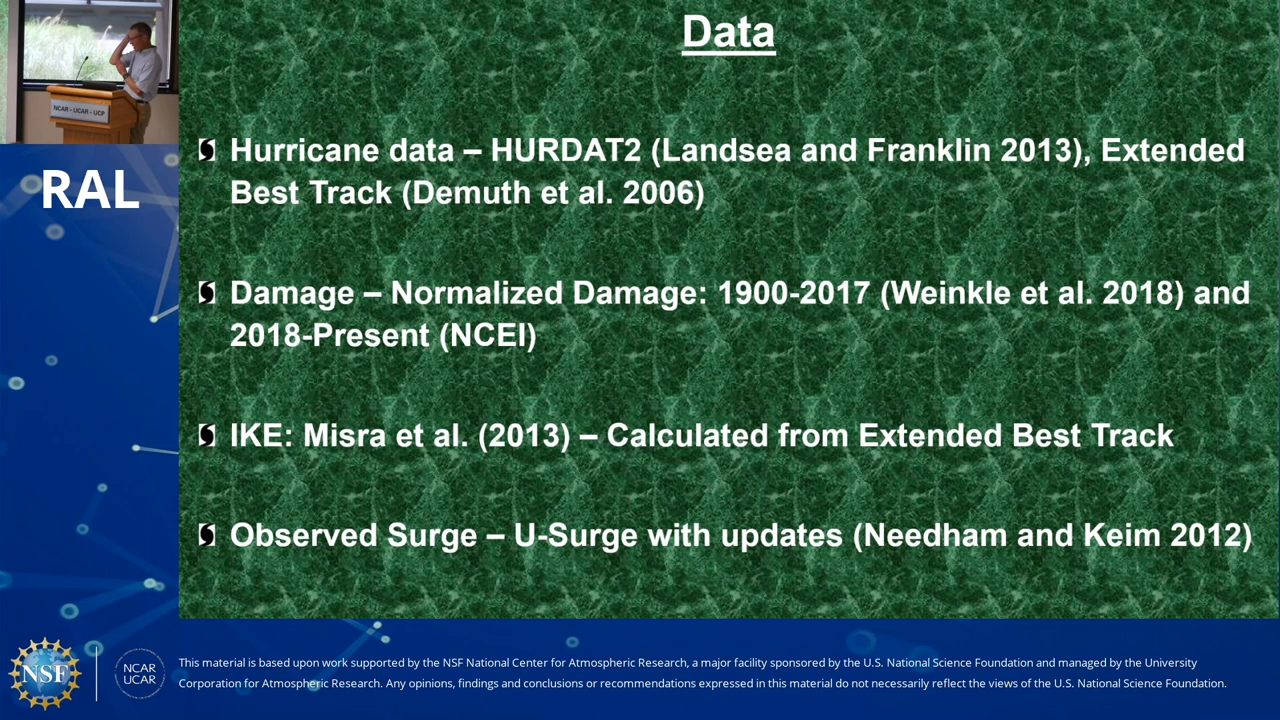 Data
NCAR • UCAR • UCP
RAL
Hurricane data – HURDAT2 (Landsea and Franklin 2013), Extended
Best Track (Demuth et al. 2006)
Damage – Normalized Damage: 1900-2017 (Weinkle et al. 2018) and
2018-Present (NCEI)
IKE: Misra et al. (2013) – Calculated from Extended Best Track
Observed Surge – U-Surge with updates (Needham and Keim 2012)
NSF
NCAR
UCAR
This material is based upon work supported by the NSF National Center for Atmospheric Research, a major facility sponsored by the U.S. National Science Foundation and managed by the University
Corporation for Atmospheric Research. Any opinions, findings and conclusions or recommendations expressed in this material do not necessarily reflect the views of the U.S. National Science Foundation.